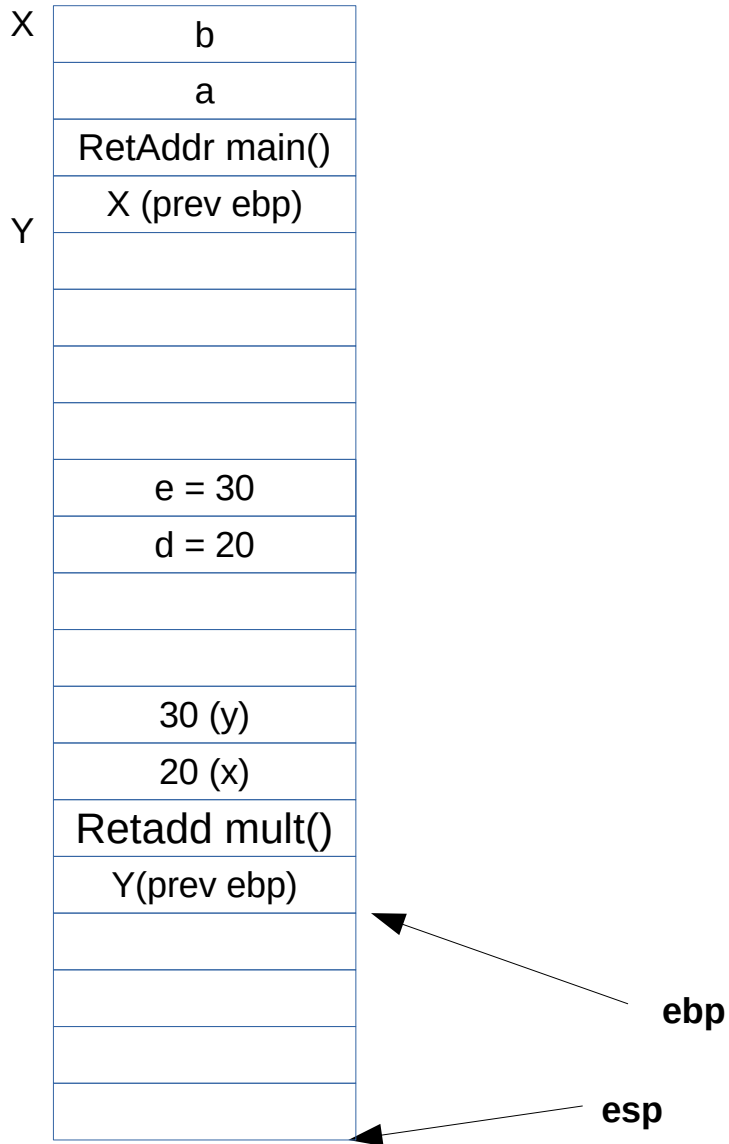 X
b
a
RetAddr main()
X (prev ebp)
Y
e = 30
d = 20
30 (y)
20 (x)
Retadd mult()
Y(prev ebp)
ebp
esp